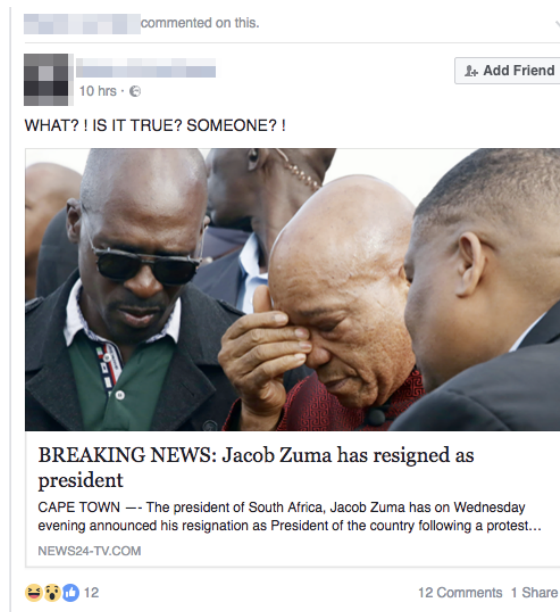 commented on this.
Add Friend
10 hrs ·
WHAT? ! IS IT TRUE? SOMEONE? !
BREAKING NEWS: Jacob Zuma has resigned as
president
CAPE TOWN —- The president of South Africa, Jacob Zuma has on Wednesday
evening announced his resignation as President of the country following a protest...
NEWS24-TV.COM
12
12 Comments 1 Share